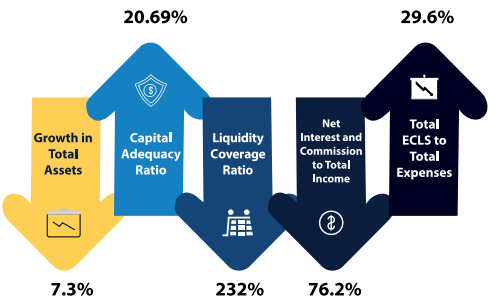 20.69%
29.6%
Growth in
Total
Assets
Capital
Adequacy
Ratio
Liquidity
Coverage
Ratio
Net
Interest and
Commission
to Total
Income
Total
ECLS to
Total
Expenses
7.3%
232%
76.2%